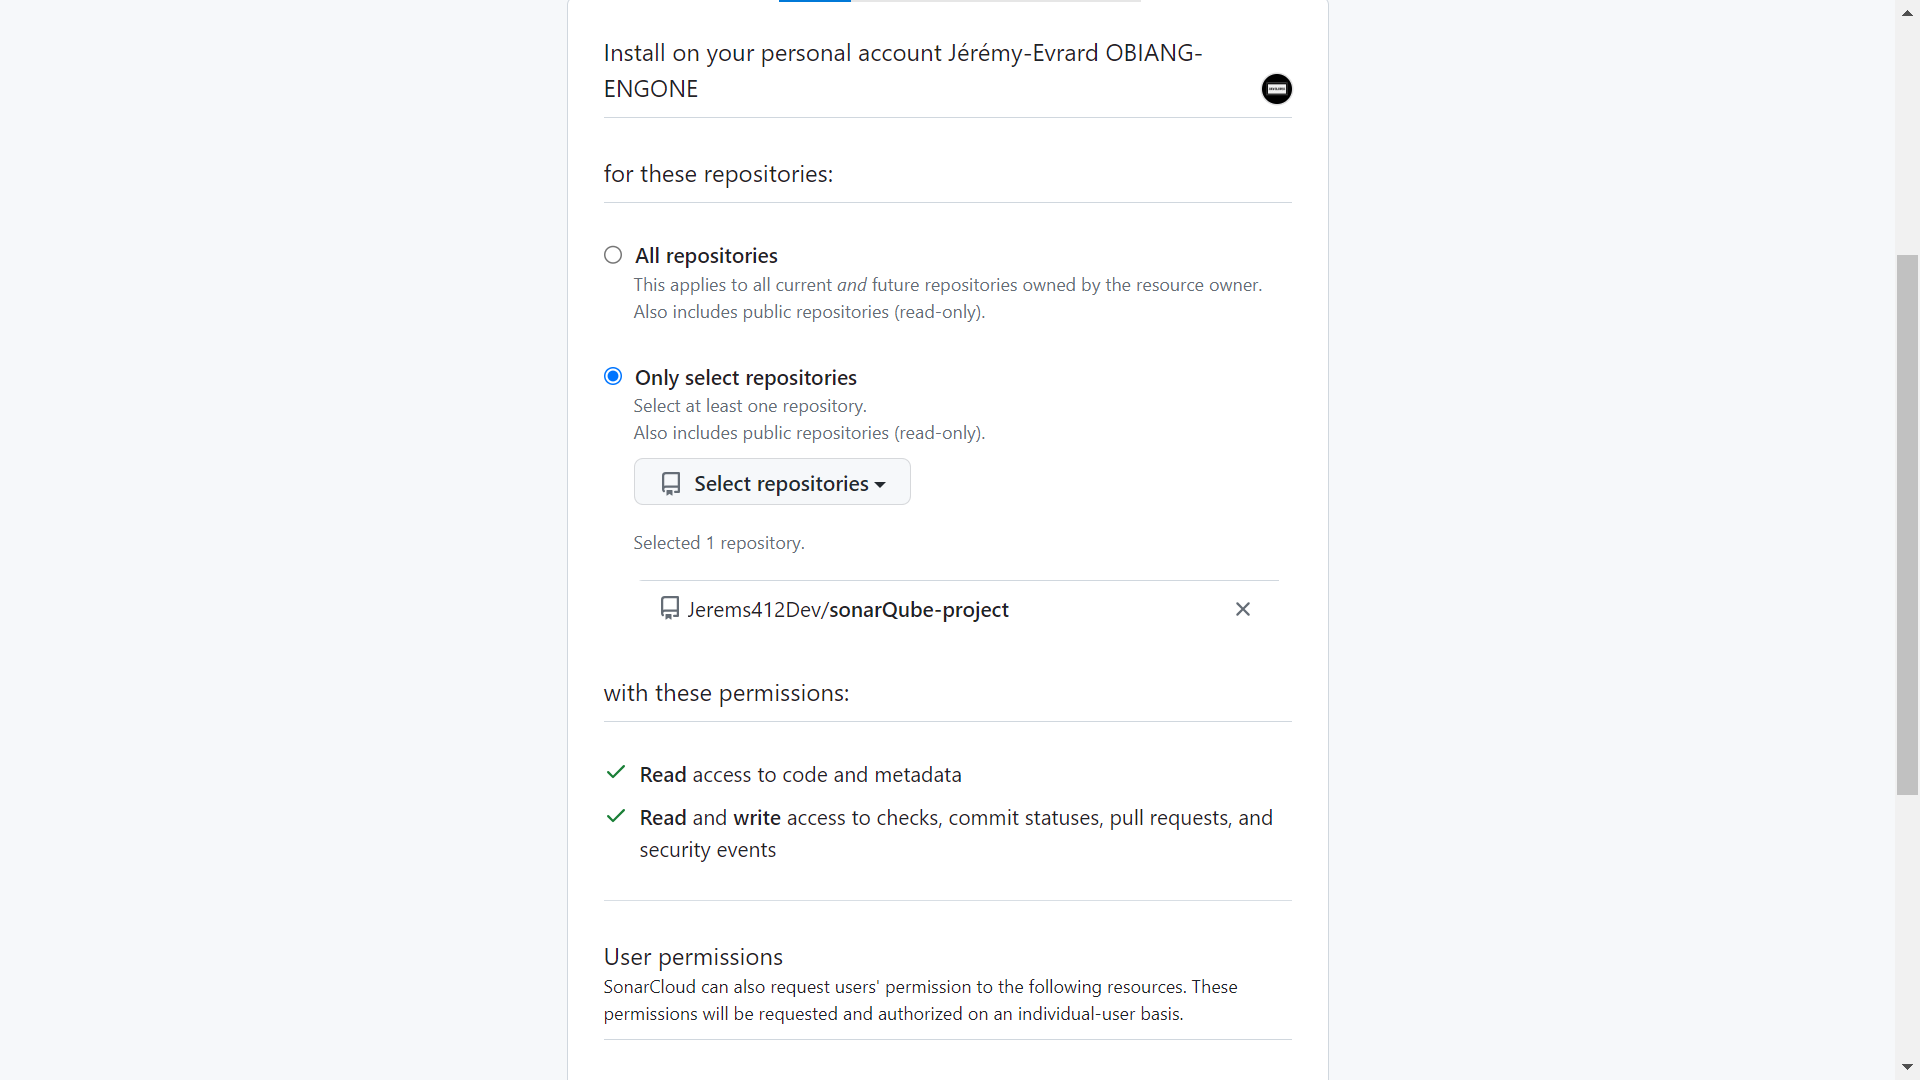 Install on your personal account Jérémy-Evrard OBIANG-
ENGONE
for these repositories:
All repositories
This applies to all current and future repositories owned by the resource owner.
Also includes public repositories (read-only).
Only select repositories
Select at least one repository.
Also includes public repositories (read-only).
Select repositories
Selected 1 repository.
Jerems412Dev/sonarQube-project
with these permissions:
Read access to code and metadata
Read and write access to checks, commit statuses, pull requests, and
security events
User permissions
SonarCloud can also request users' permission to the following resources. These
permissions will be requested and authorized on an individual-user basis.